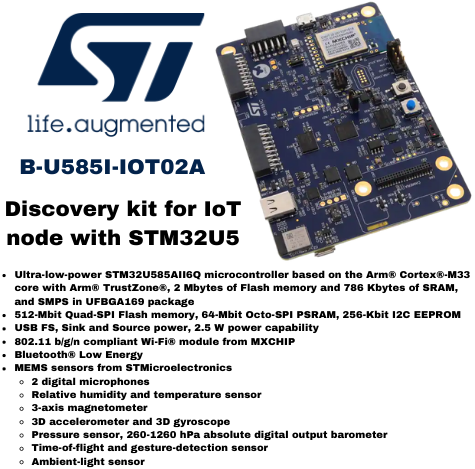 life.augmented
B-U585I-IOT02A
Discovery kit for IoT
node with STM32U5
MXCHIP
• Ultra-low-power STM32U585AII6Q microcontroller based on the Arm® Cortex®-M33
core with Arm® TrustZone®, 2 Mbytes of Flash memory and 786 Kbytes of SRAM,
and SMPS in UFBGA169 package
• 512-Mbit Quad-SPI Flash memory, 64-Mbit Octo-SPI PSRAM, 256-Kbit I2C EEPROM
• USB FS, Sink and Source power, 2.5 W power capability
• 802.11 b/g/n compliant Wi-Fi® module from MXCHIP
• Bluetooth® Low Energy
• MEMS sensors from STMicroelectronics
◦ 2 digital microphones
◦ Relative humidity and temperature sensor
◦ 3-axis magnetometer
◦ 3D accelerometer and 3D gyroscope
◦ Pressure sensor, 260-1260 hPa absolute digital output barometer
◦ Time-of-flight and gesture-detection sensor
◦ Ambient-light sensor